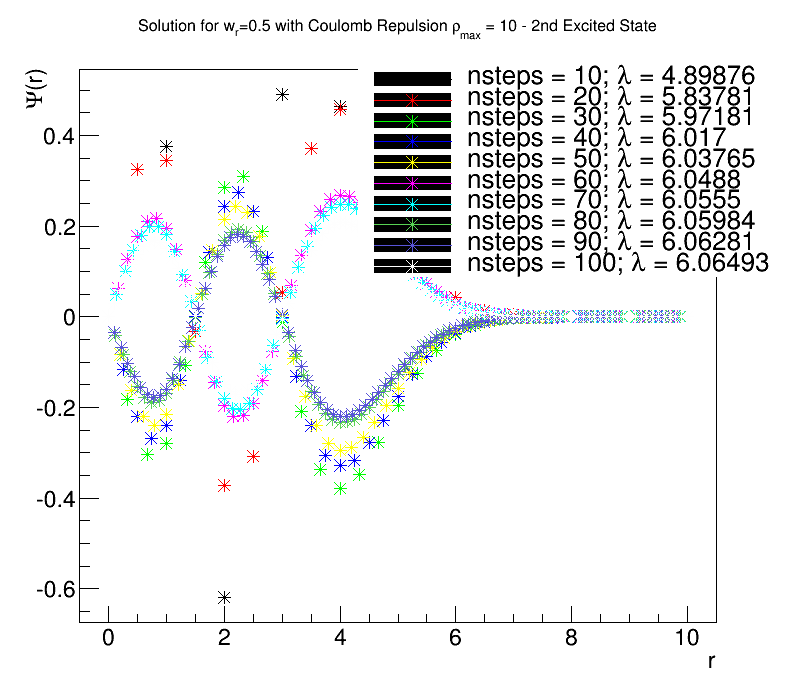 Solution for wr=0.5 with Coulomb Repulsion ρmax = 10 - 2nd Excited State
Ψ(r)
nsteps = 10; λ = 4.89876
nsteps = 20; λ = 5.83781
nsteps = 30; λ = 5.97181
nsteps = 40; λ = 6.017
nsteps = 50; λ = 6.03765
nsteps = 60; λ = 6.0488
nsteps = 70; λ = 6.0555
nsteps = 80; λ = 6.05984
nsteps = 90; λ = 6.06281
nsteps = 100; λ = 6.06493
0.4
0.2
0
-0.2
-0.4
-0.6
0 2 4 6 8 10
r